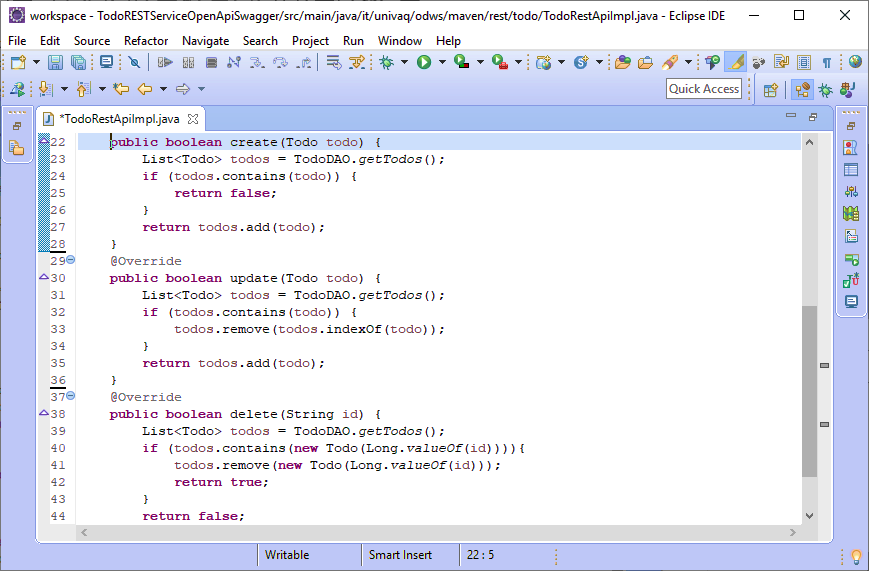 workspace - TodoRESTServiceOpenApiSwagger/src/main/java/it/univaq/odws/maven/rest/todo/TodoRestApiImpl.java - Eclipse IDE
File Edit Source Refactor Navigate Search Project Run Window Help
Quick Access
*TodoRestApiImpl.java
22 public boolean create(Todo todo) {
23 List<Todo> todos = TodoDAO.getTodos();
24 if (todos.contains(todo)) {
25 return false;
26 }
27 return todos.add(todo);
28 }
29 @Override
30 public boolean update(Todo todo) {
31 List<Todo> todos = TodoDAO.getTodos();
32 if (todos.contains(todo)) {
33 todos.remove(todos.indexOf(todo));
34 }
35 return todos.add(todo);
36 }
37 @Override
38 public boolean delete(String id) {
39 List<Todo> todos = TodoDAO.getTodos();
40 if (todos.contains(new Todo(Long.valueOf(id)))){
41 todos.remove(new Todo(Long.valueOf(id)));
42 return true;
43 }
44 return false;
Writable Smart Insert 22 : 5